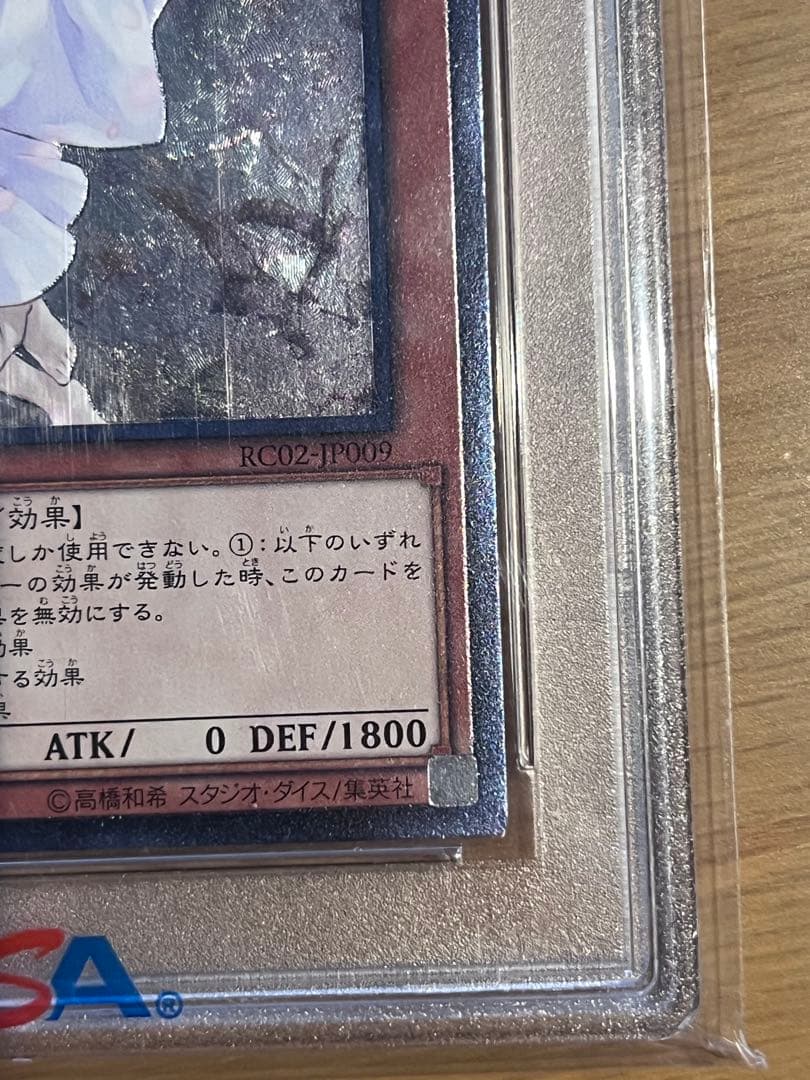 RC02-JP009
効果】
しか使用できない。①：以下のいずれ
ーの効果が発動した時、このカードを
を無効にする。
効果
する効果
果
ATK/ 0 DEF/1800
©高橋和希 スタジオ・ダイス/集英社
SA®